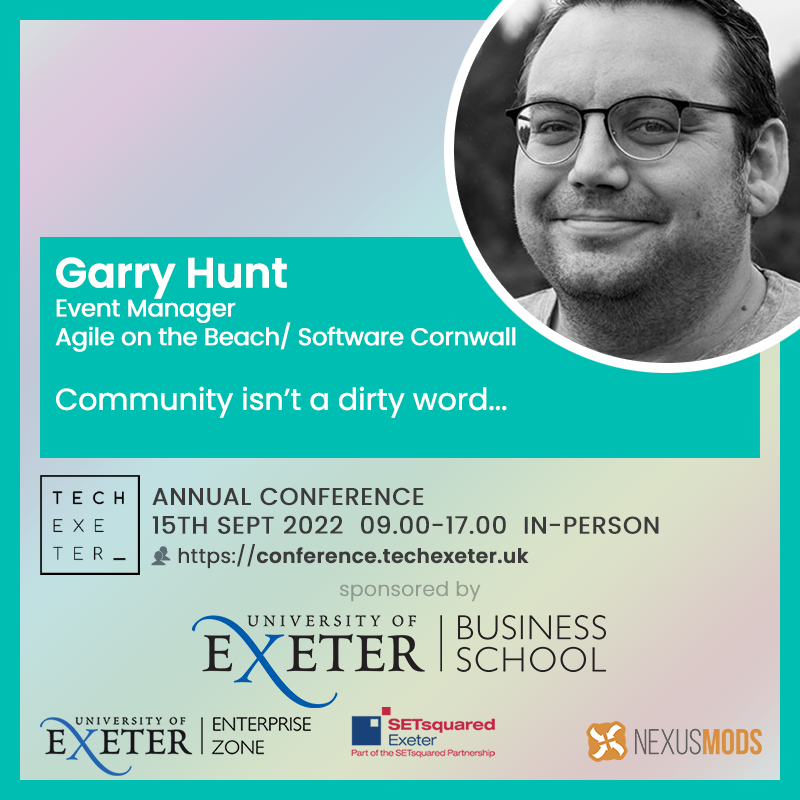 Garry Hunt
Event Manager
Agile on the Beach/ Software Cornwall
Community isn't a dirty word...
TECH
EXE
TER_
ANNUAL CONFERENCE
15TH SEPT 2022 09.00-17.00 IN-PERSON
https://conference.techexeter.uk
sponsored by
UNIVERSITY OF
EXETER
BUSINESS
SCHOOL
UNIVERSITY OF
EXETER
ENTERPRISE
ZONE
SETsquared
Exeter
Part of the SETsquared Partnership
NEXUSMODS